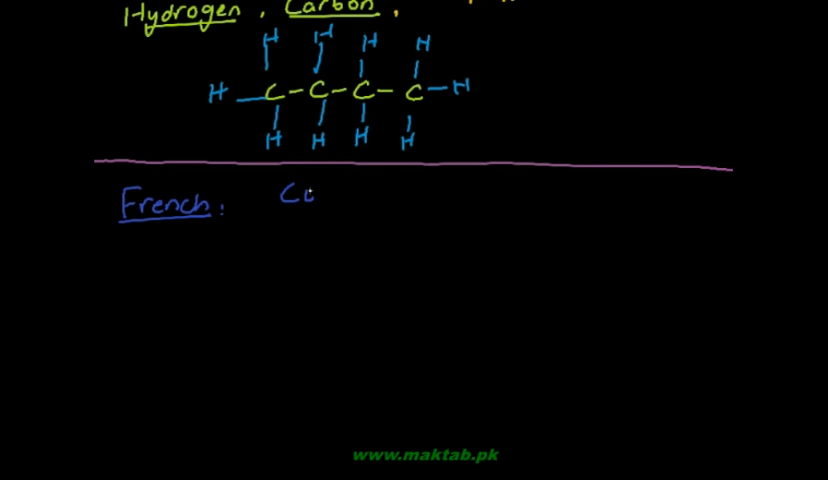 Hydrogen, Carbon,
H H H H
H - C - C - C - C - H
H H H H
French:
www.maktab.pk